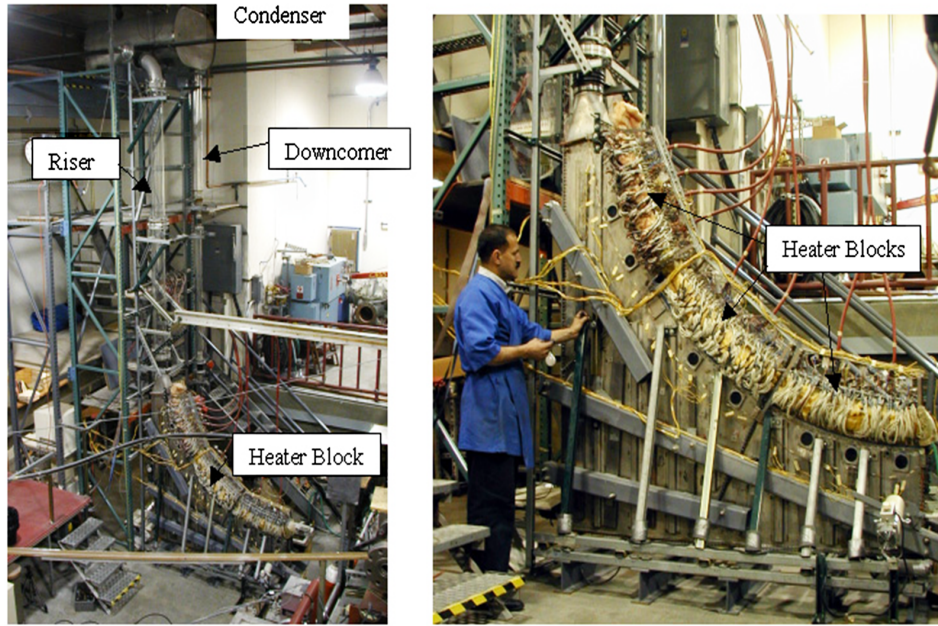 Condenser
Riser
Downcomer
Heater Block
Heater Blocks